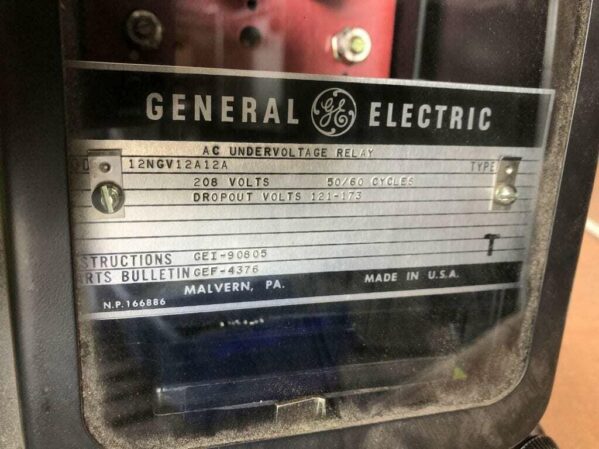 GENERAL GE ELECTRIC
AC UNDERVOLTAGE RELAY
12NGV12A12A TYPE
208 VOLTS 50/60 CYCLES
DROPOUT VOLTS 121-173
T
STRUCTIONS GEI-90805
RTS BULLETIN GEF-4376
MALVERN, PA. MADE IN U.S.A.
N.P.166886